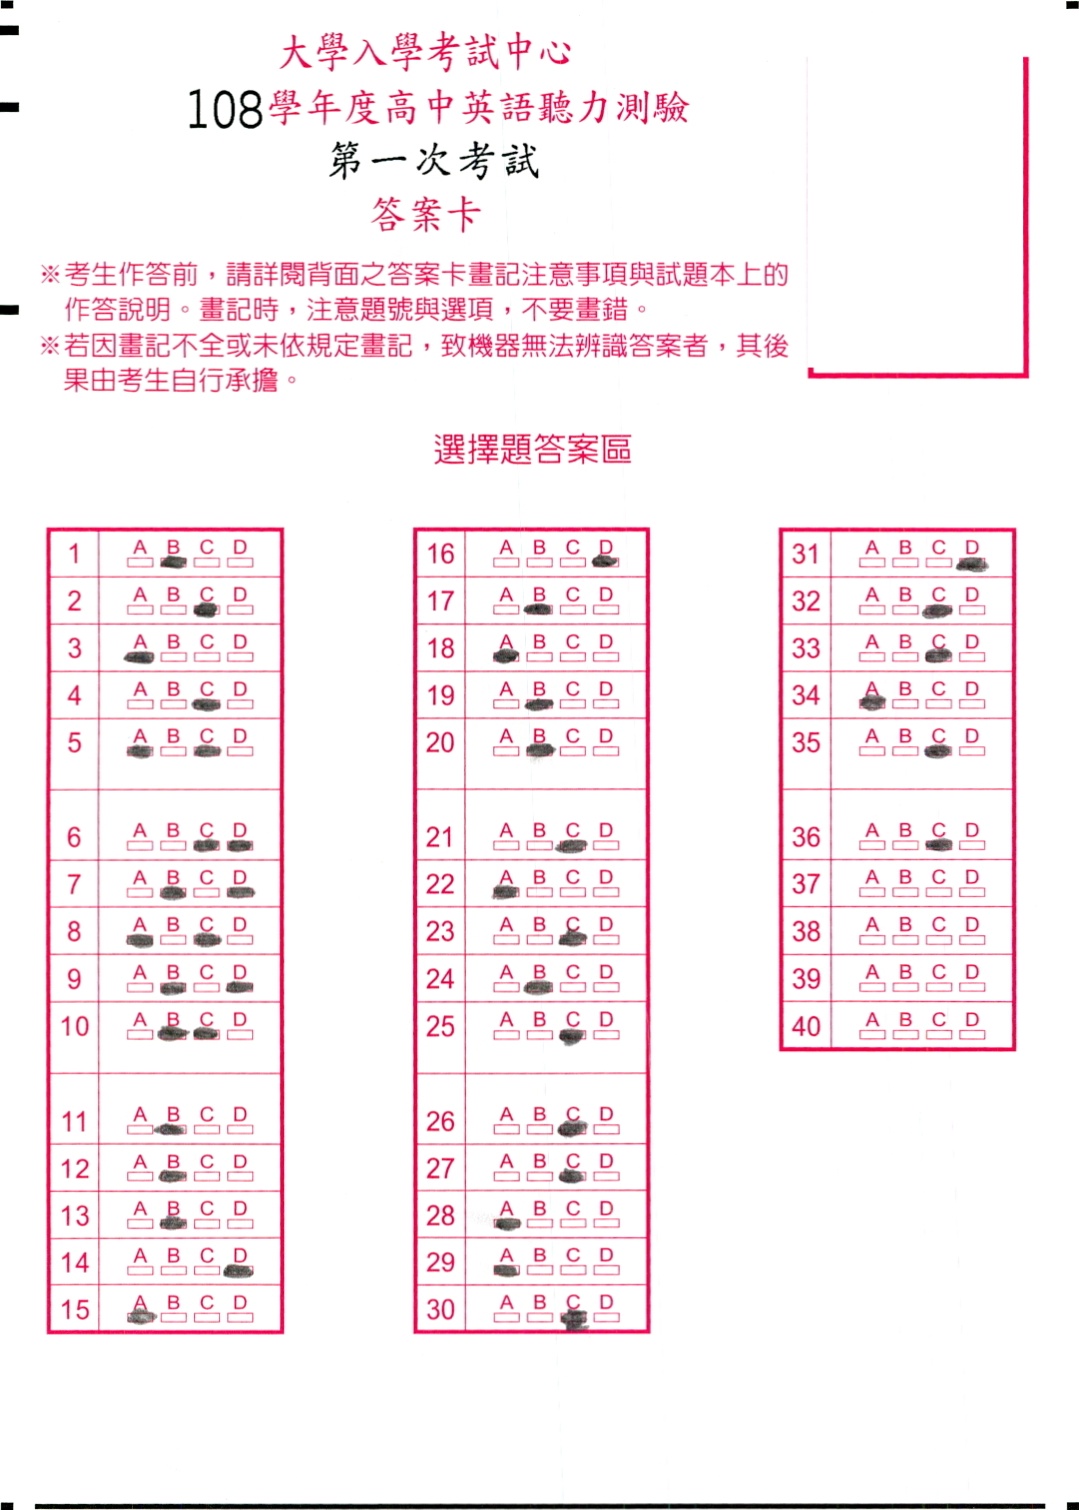 大學入學考試中心
108學年度高中英語聽力測驗
第一次考試
答案卡
※考生作答前，請詳閱背面之答案卡畫記注意事項與試題本上的
作答說明。畫記時，注意題號與選項，不要畫錯。
※若因畫記不全或未依規定畫記，致機器無法辨識答案者，其後
果由考生自行承擔。
選擇題答案區
1 A B C D
2 A B C D
3 A B C D
4 A B C D
5 A B C D
6 A B C D
7 A B C D
8 A B C D
9 A B C D
10 A B C D
11 A B C D
12 A B C D
13 A B C D
14 A B C D
15 A B C D
16 A B C D
17 A B C D
18 A B C D
19 A B C D
20 A B C D
21 A B C D
22 A B C D
23 A B C D
24 A B C D
25 A B C D
26 A B C D
27 A B C D
28 A B C D
29 A B C D
30 A B C D
31 A B C D
32 A B C D
33 A B C D
34 A B C D
35 A B C D
36 A B C D
37 A B C D
38 A B C D
39 A B C D
40 A B C D